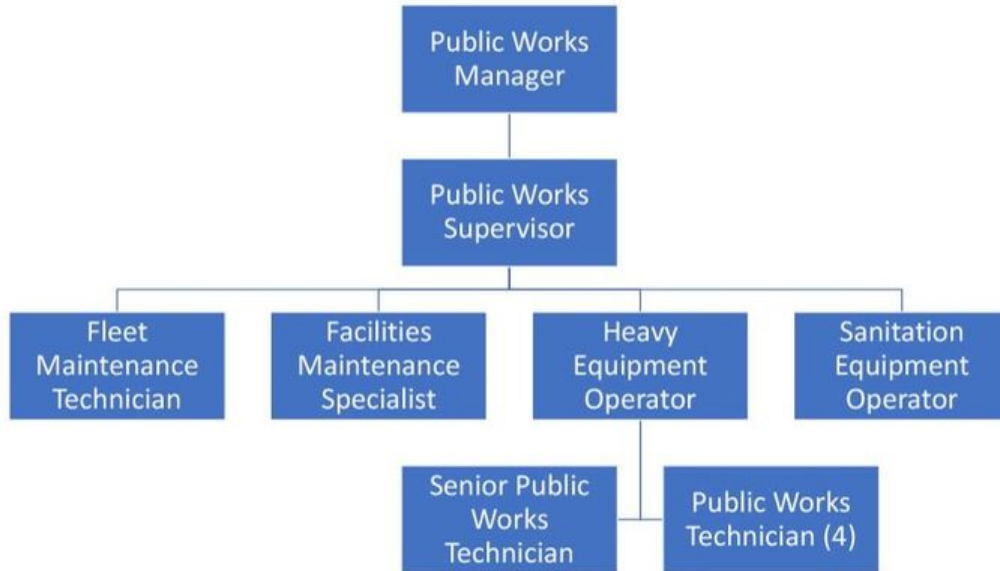 Public Works
Manager
Public Works
Supervisor
Fleet
Maintenance
Technician
Facilities
Maintenance
Specialist
Heavy
Equipment
Operator
Sanitation
Equipment
Operator
Senior Public
Works
Technician
Public Works
Technician (4)